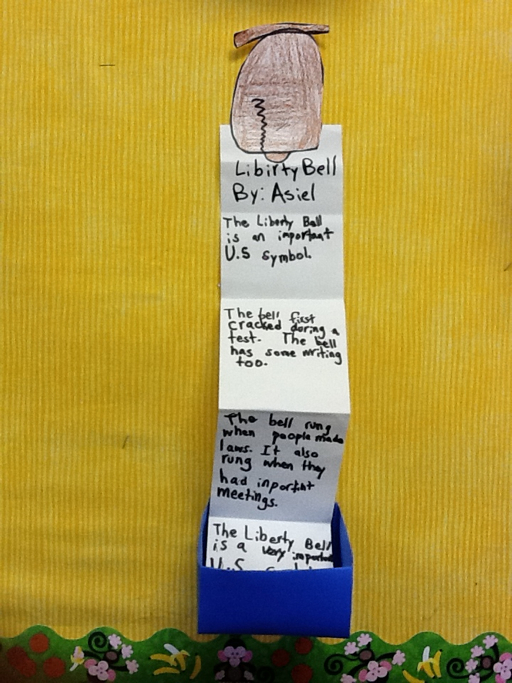 Libirty Bell
By: Asiel
The Liberty Bell
is an important
U.S symbol.
The bell first
cracked doring a
test. The bell
has some writing
too.
The bell rung
when people made
laws. It also
rung when they
had inportant
meetings.
The Liberty Bell
is a very important
U.S